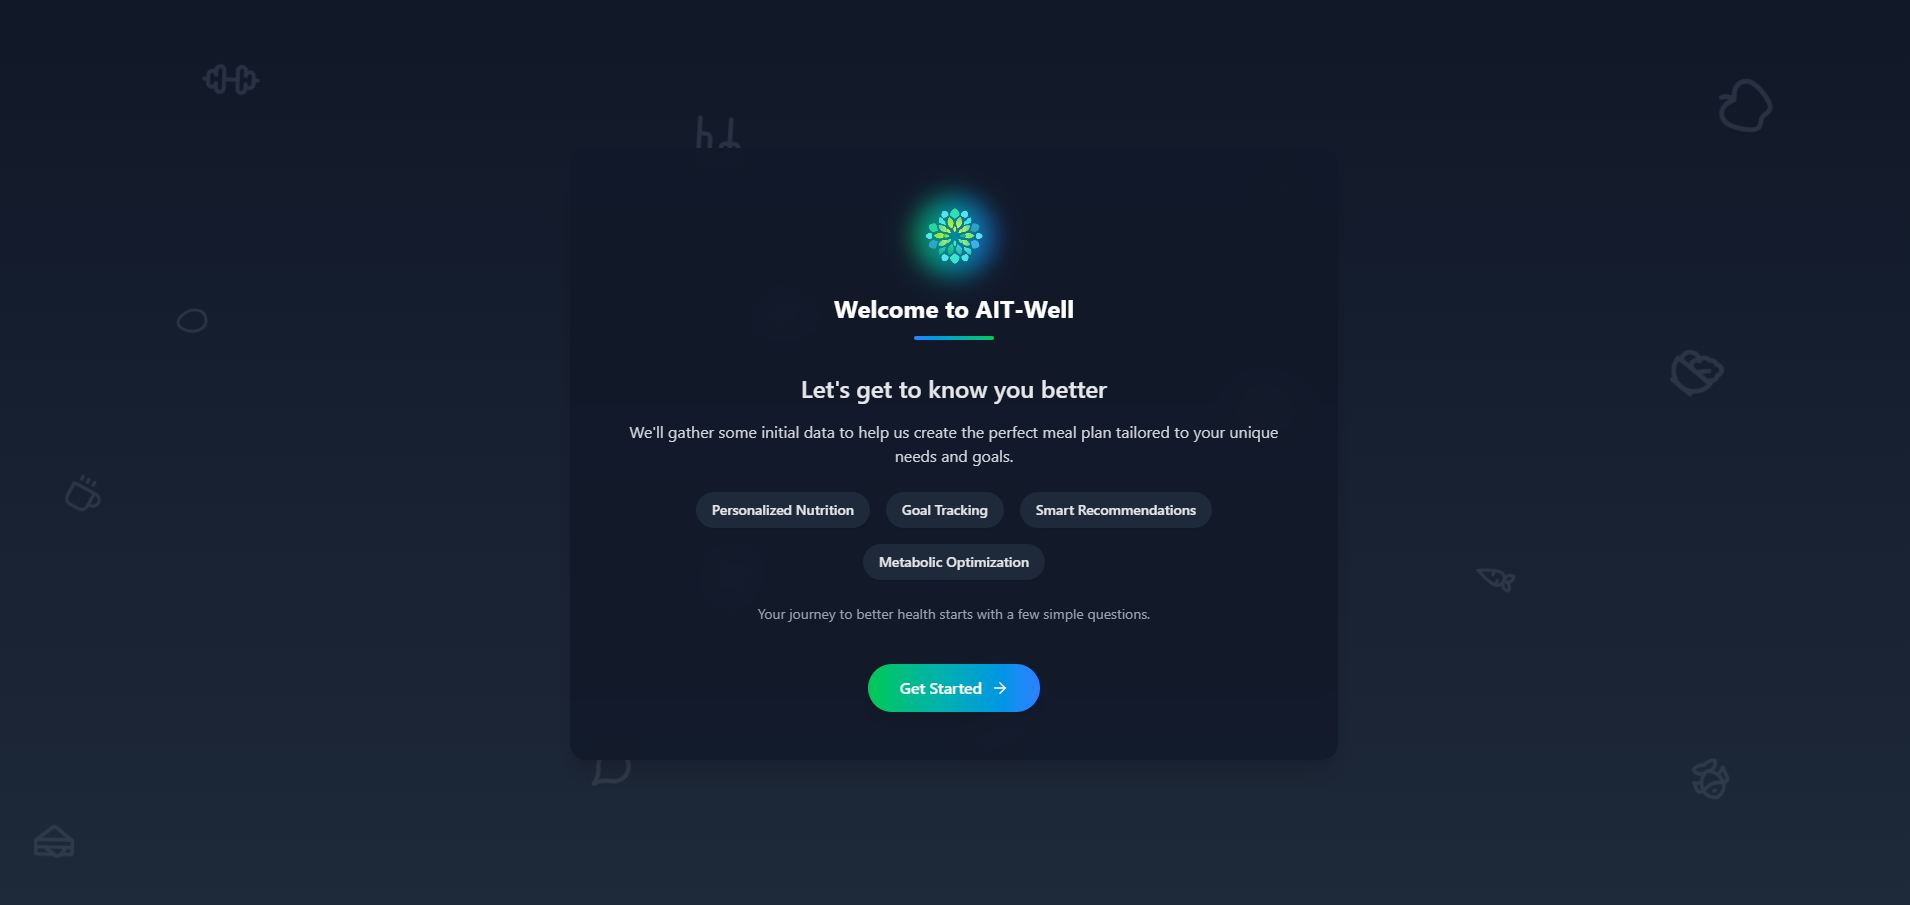 Welcome to AIT-Well
Let's get to know you better
We'll gather some initial data to help us create the perfect meal plan tailored to your unique
needs and goals.
Personalized Nutrition
Goal Tracking
Smart Recommendations
Metabolic Optimization
Your journey to better health starts with a few simple questions.
Get Started